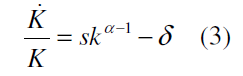 K̇/K = sk^{α−1} − δ (3)